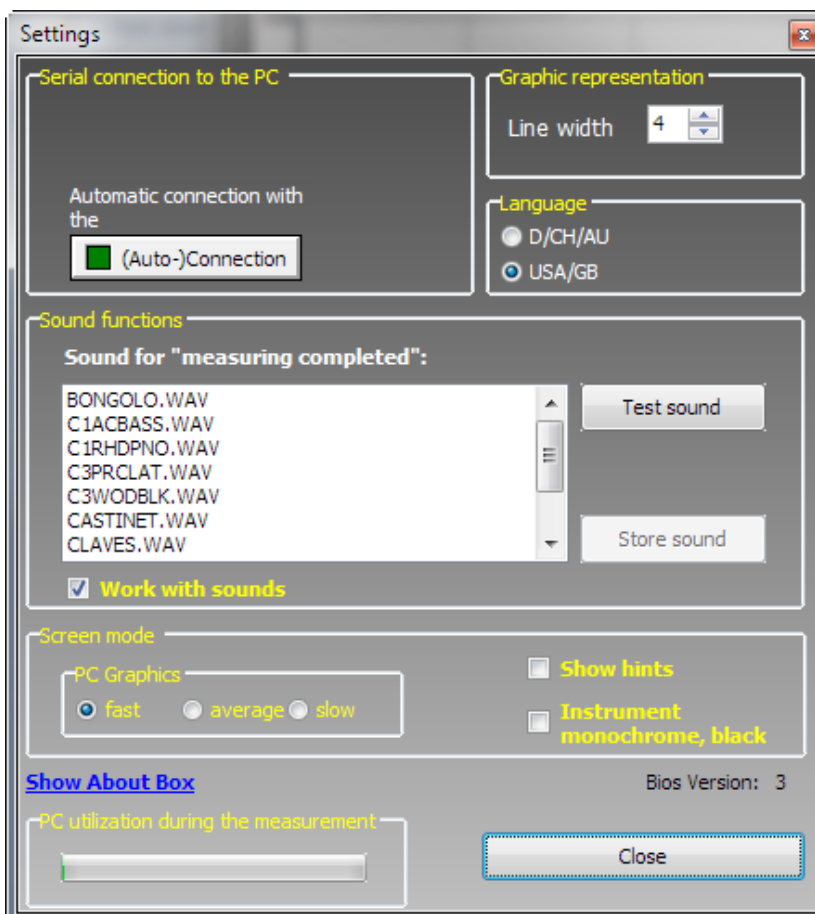 Settings
Serial connection to the PC
Automatic connection with
the
(Auto-)Connection
Graphic representation
Line width 4
Language
D/CH/AU
USA/GB
Sound functions
Sound for "measuring completed":
BONGOLO.WAV
C1ACBASS.WAV
C1RHDPNO.WAV
C3PRCLAT.WAV
C3WODBLK.WAV
CASTINET.WAV
CLAVES.WAV
Test sound
Store sound
Work with sounds
Screen mode
PC Graphics
fast average slow
Show hints
Instrument
monochrome, black
Show About Box
Bios Version: 3
PC utilization during the measurement
Close